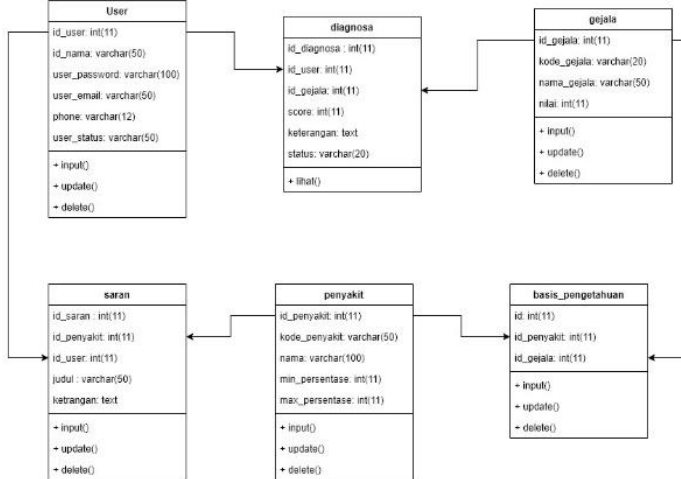 User
id_user: int(11)
id_nama: varchar(50)
user_password: varchar(100)
user_email: varchar(50)
phone: varchar(12)
user_status: varchar(50)
+ input()
+ update()
+ delete()
diagnosa
id_diagnosa : int(11)
id_user: int(11)
id_gejala: int(11)
score: int(11)
keterangan: text
status: varchar(20)
+ lihat()
gejala
id_gejala: int(11)
kode_gejala: varchar(20)
nama_gejala: varchar(50)
nilai: int(11)
+ input()
+ update()
+ delete()
saran
id_saran : int(11)
id_penyakit: int(11)
id_user: int(11)
judul : varchar(50)
ketrangan: text
+ input()
+ update()
+ delete()
penyakit
id_penyakit: int(11)
kode_penyakit: varchar(50)
nama: varchar(100)
min_persentase: int(11)
max_persentase: int(11)
+ input()
+ update()
+ delete()
basis_pengetahuan
id: int(11)
id_penyakit: int(11)
id_gejala: int(11)
+ input()
+ update()
+ delete()